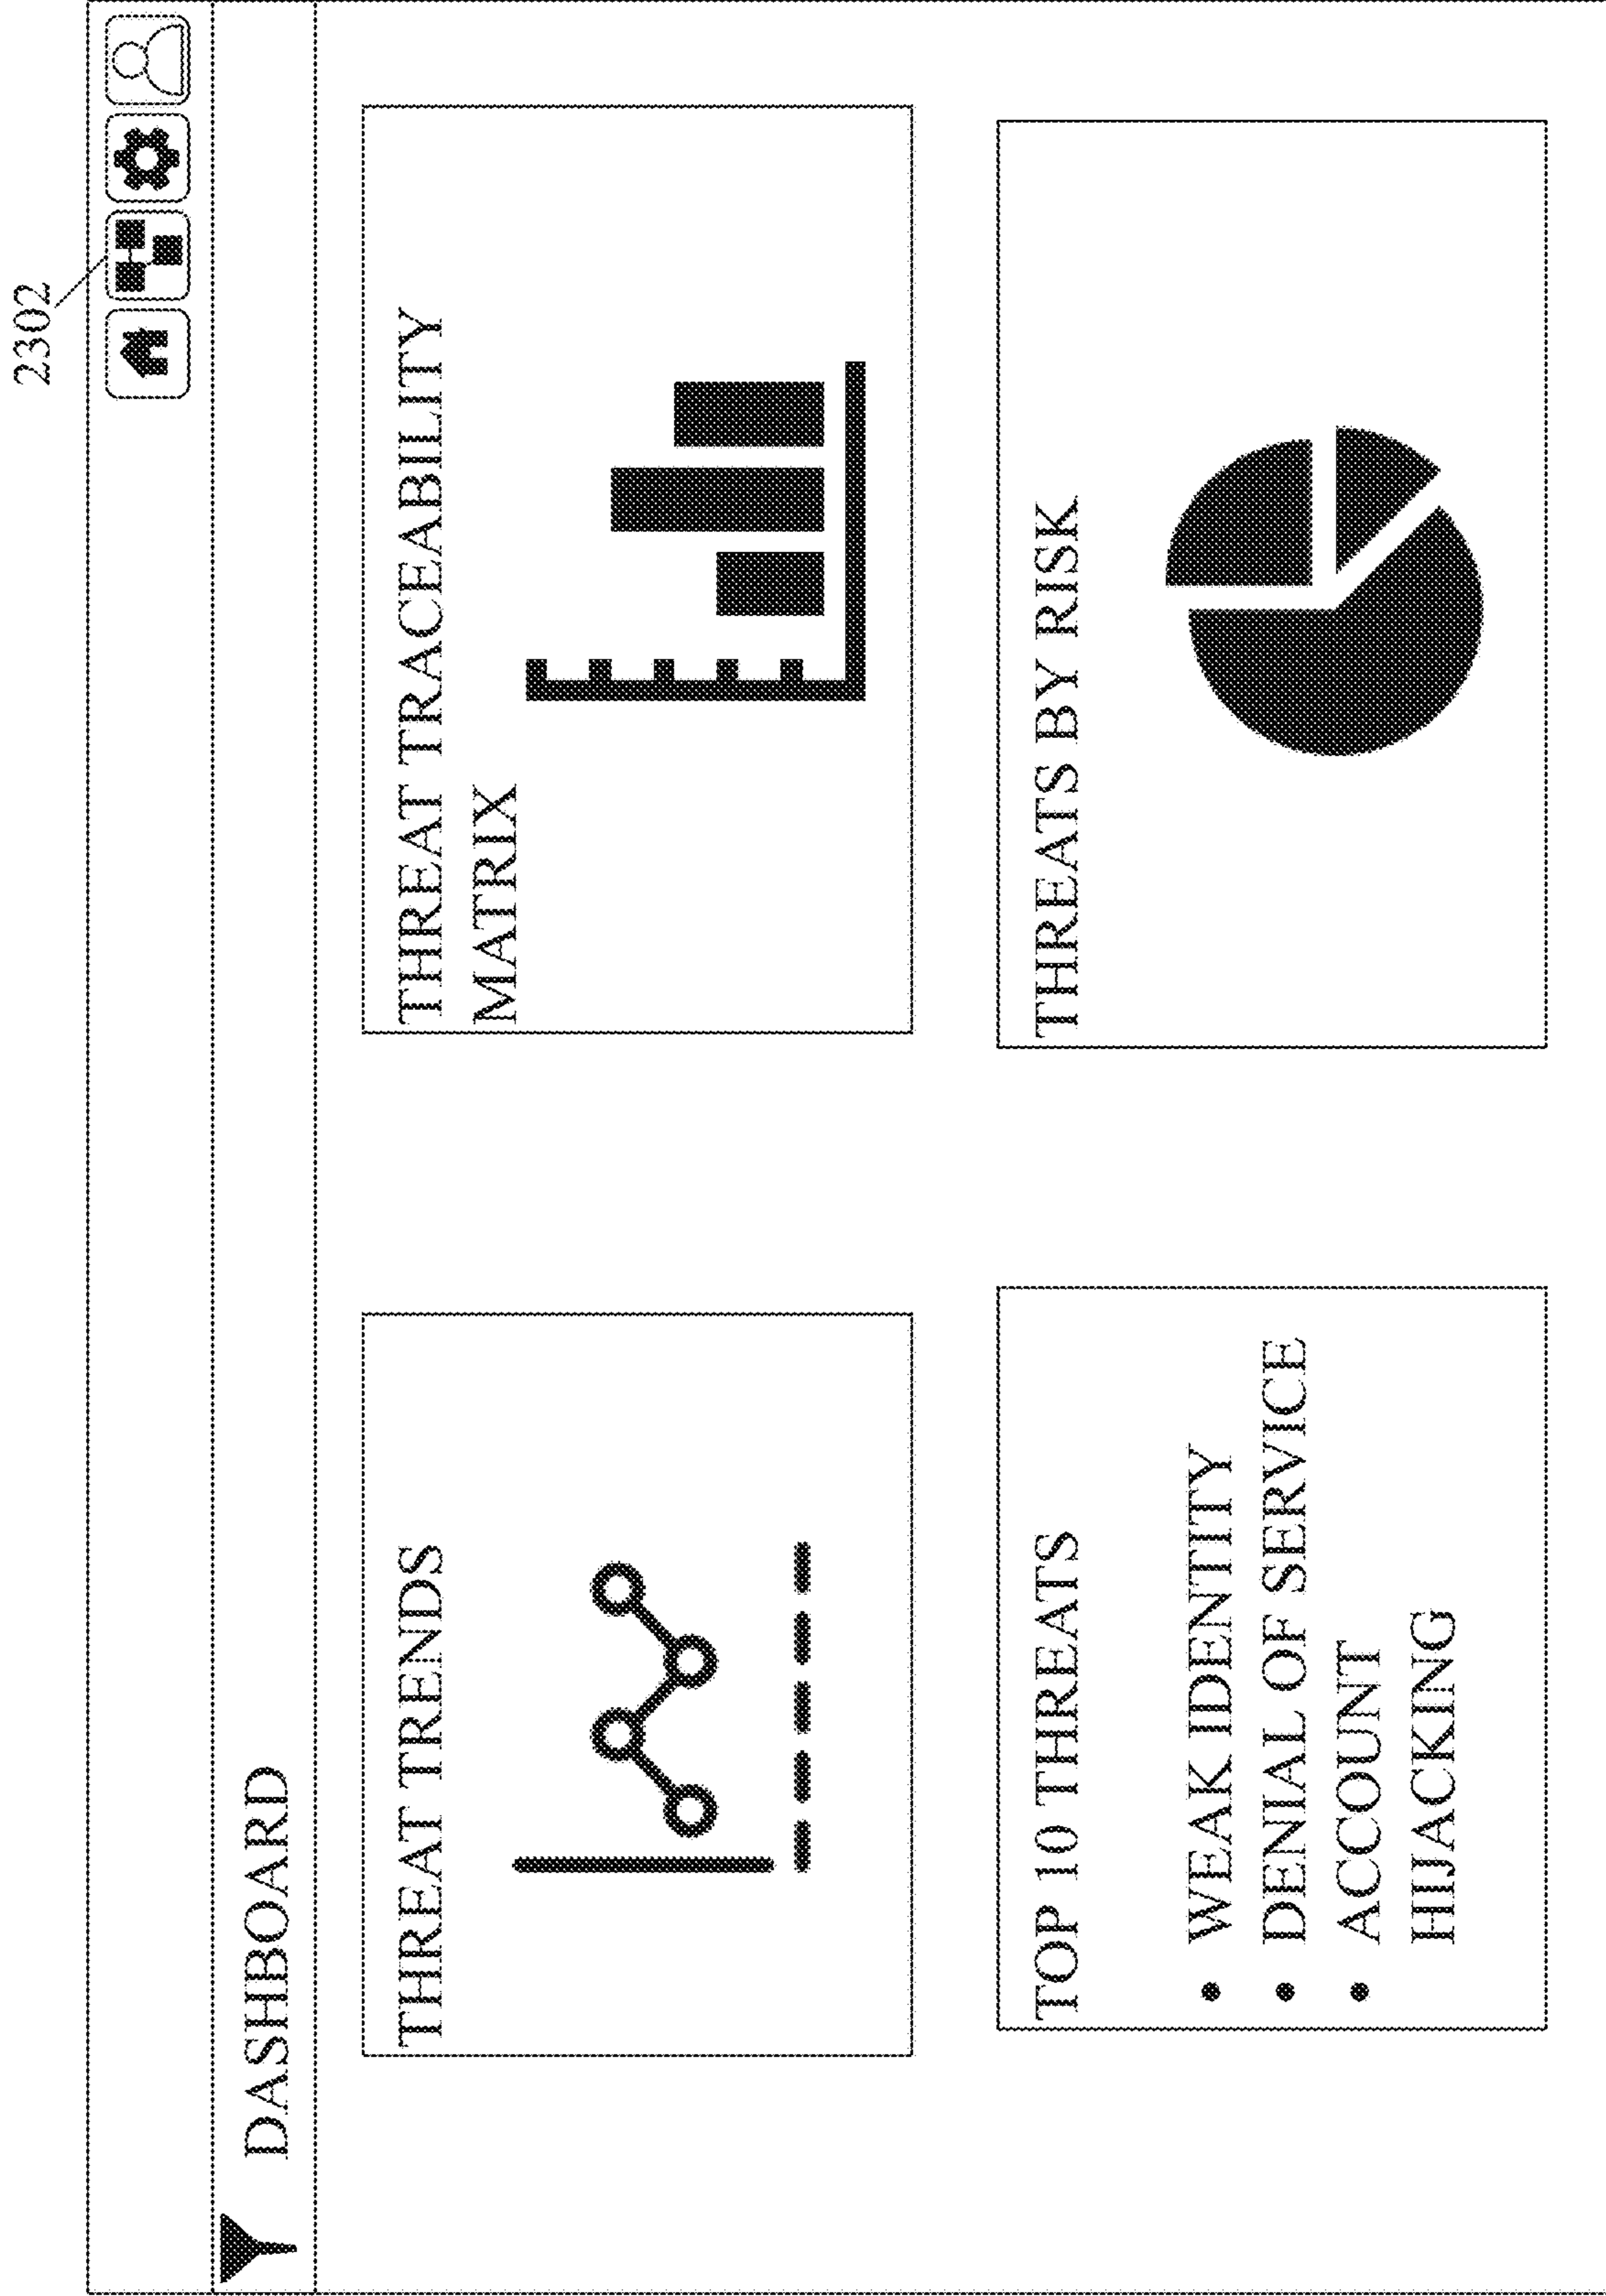 2302
DASHBOARD
THREAT TRENDS
THREAT TRACEABILITY
MATRIX
TOP 10 THREATS
• WEAK IDENTITY
• DENIAL OF SERVICE
• ACCOUNT
HIJACKING
THREATS BY RISK